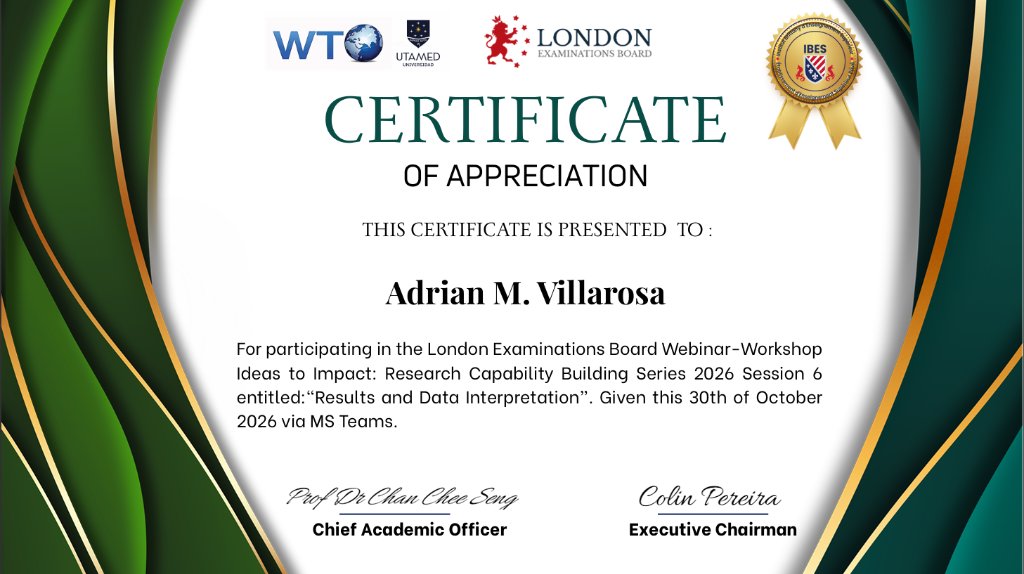 WTO
UTAMED
UNIVERSIDAD
LONDON
EXAMINATIONS BOARD
IBES
CERTIFICATE
OF APPRECIATION
THIS CERTIFICATE IS PRESENTED TO :
Adrian M. Villarosa
For participating in the London Examinations Board Webinar-Workshop
Ideas to Impact: Research Capability Building Series 2026 Session 6
entitled:“Results and Data Interpretation”. Given this 30th of October
2026 via MS Teams.
Prof Dr Chan Chee Seng
Chief Academic Officer
Colin Pereira
Executive Chairman